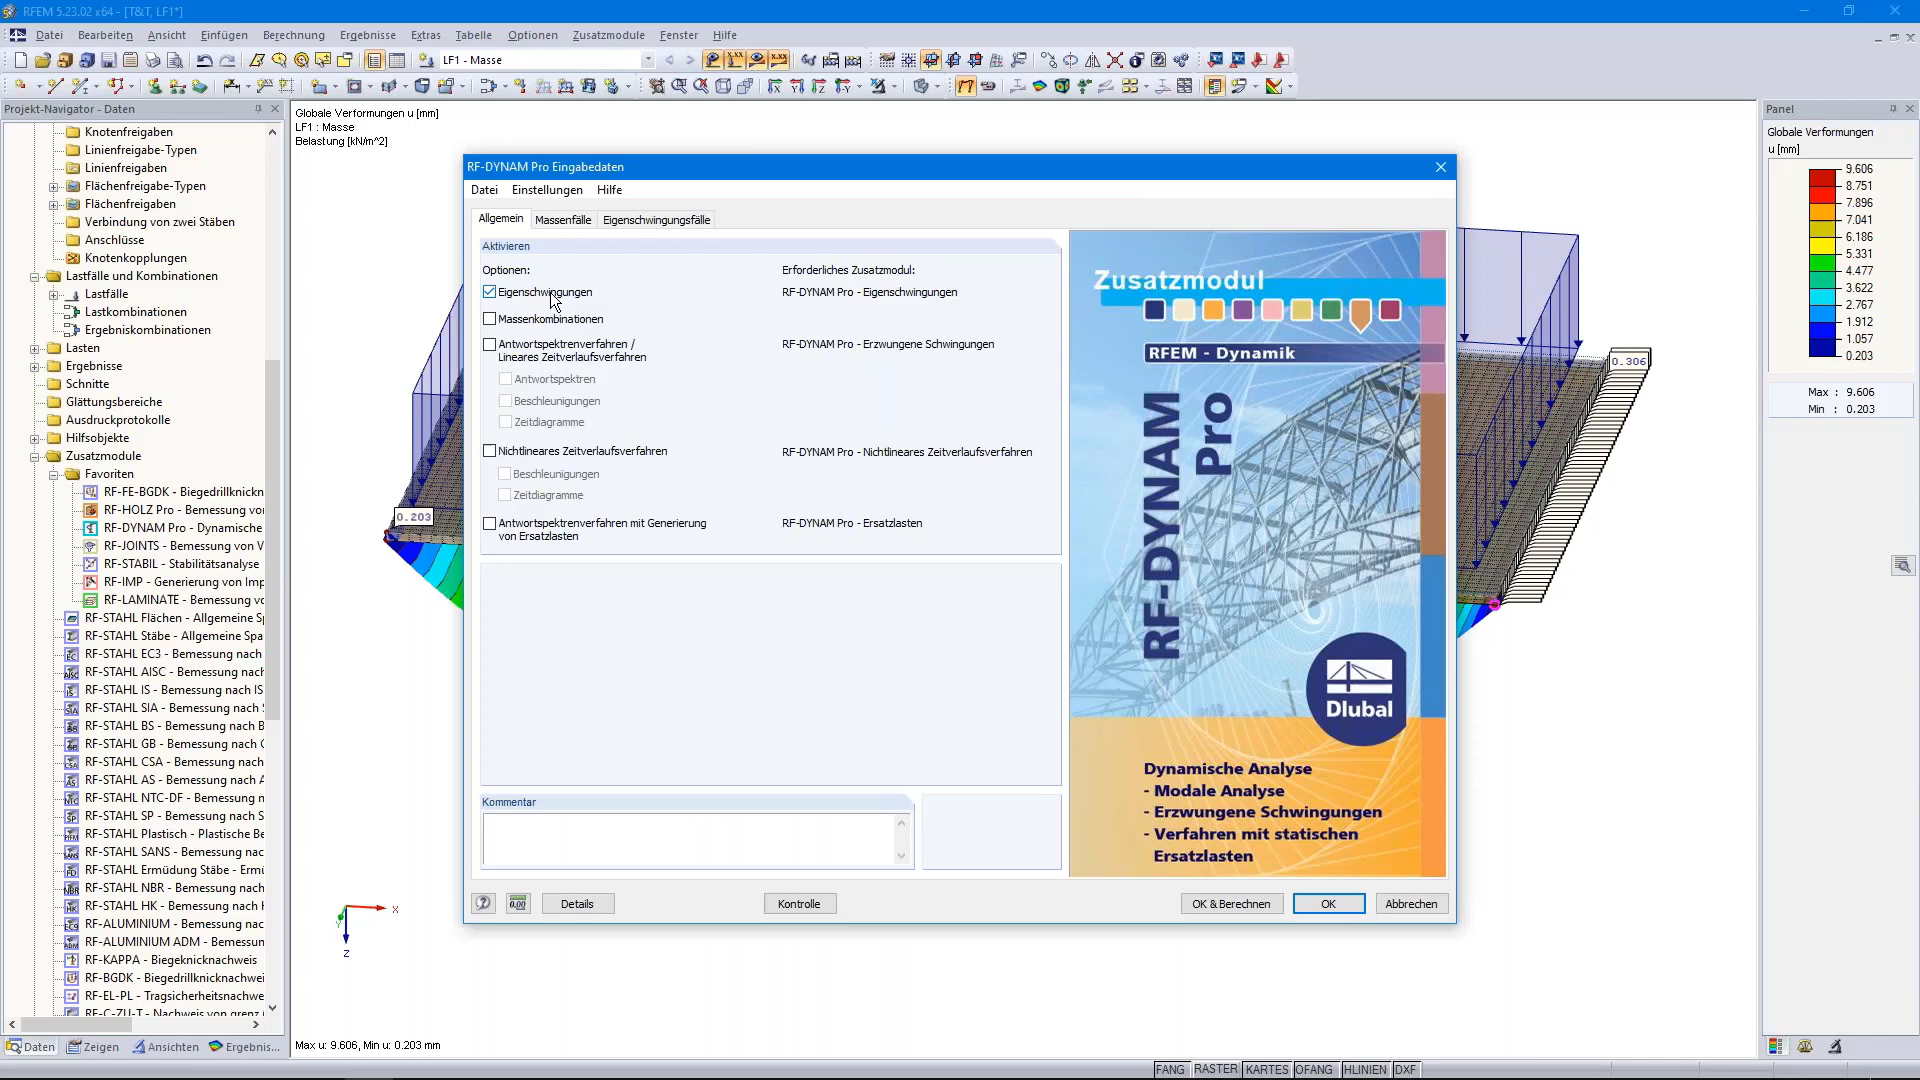 RFEM 5.23.02 x64 - [T&T, LF1*]
Datei Bearbeiten Ansicht Einfügen Berechnung Ergebnisse Extras Tabelle Optionen Zusatzmodule Fenster Hilfe
LF1 - Masse
Projekt-Navigator - Daten
Knotenfreigaben
Linienfreigabe-Typen
Linienfreigaben
Flächenfreigabe-Typen
Flächenfreigaben
Verbindung von zwei Stäben
Anschlüsse
Knotenkopplungen
Lastfälle und Kombinationen
Lastfälle
Lastkombinationen
Ergebniskombinationen
Lasten
Ergebnisse
Schnitte
Glättungsbereiche
Ausdruckprotokolle
Hilfsobjekte
Zusatzmodule
Favoriten
RF-FE-BGDK - Biegedrillknickn
RF-HOLZ Pro - Bemessung vo
RF-DYNAM Pro - Dynamische
RF-JOINTS - Bemessung von V
RF-STABIL - Stabilitätsanalyse
RF-IMP - Generierung von Imp
RF-LAMINATE - Bemessung vo
RF-STAHL Flächen - Allgemeine Sp
RF-STAHL Stäbe - Allgemeine Spa
RF-STAHL EC3 - Bemessung nach
RF-STAHL AISC - Bemessung nach
RF-STAHL IS - Bemessung nach IS
RF-STAHL SIA - Bemessung nach
RF-STAHL BS - Bemessung nach B
RF-STAHL GB - Bemessung nach G
RF-STAHL CSA - Bemessung nach
RF-STAHL AS - Bemessung nach A
RF-STAHL NTC-DF - Bemessung
RF-STAHL SP - Bemessung nach S
RF-STAHL Plastisch - Plastische Be
RF-STAHL SANS - Bemessung nac
RF-STAHL Ermüdung Stäbe - Ermü
RF-STAHL NBR - Bemessung nac
RF-STAHL HK - Bemessung nach
RF-ALUMINIUM - Bemessung nach
RF-ALUMINIUM ADM - Bemessun
RF-KAPPA - Biegeknicknachweis
RF-BGDK - Biegedrillknicknachwei
RF-EL-PL - Tragsicherheitsnachwe
RF-C-ZU-T - Nachweis von grenz
Daten Zeigen Ansichten Ergebnis...
Globale Verformungen u [mm]
LF1 : Masse
Belastung [kN/m^2]
0.203
0.306
X
Y
Z
Max u: 9.606, Min u: 0.203 mm
RF-DYNAM Pro Eingabedaten
Datei Einstellungen Hilfe
Allgemein Massenfälle Eigenschwingungsfälle
Aktivieren
Optionen: Erforderliches Zusatzmodul:
Eigenschwingungen RF-DYNAM Pro - Eigenschwingungen
Massenkombinationen
Antwortspektrenverfahren / RF-DYNAM Pro - Erzwungene Schwingungen
Lineares Zeitverlaufsverfahren
Antwortspektren
Beschleunigungen
Zeitdiagramme
Nichtlineares Zeitverlaufsverfahren RF-DYNAM Pro - Nichtlineares Zeitverlaufsverfahren
Beschleunigungen
Zeitdiagramme
Antwortspektrenverfahren mit Generierung RF-DYNAM Pro - Ersatzlasten
von Ersatzlasten
Kommentar
Details Kontrolle OK & Berechnen OK Abbrechen
Zusatzmodul
RFEM - Dynamik
RF-DYNAM
Pro
Dlubal
Dynamische Analyse
- Modale Analyse
- Erzwungene Schwingungen
- Verfahren mit statischen
Ersatzlasten
Panel
Globale Verformungen
u [mm]
9.606
8.751
7.896
7.041
6.186
5.331
4.477
3.622
2.767
1.912
1.057
0.203
Max : 9.606
Min : 0.203
FANG RASTER KARTES OFANG HLINIEN DXF